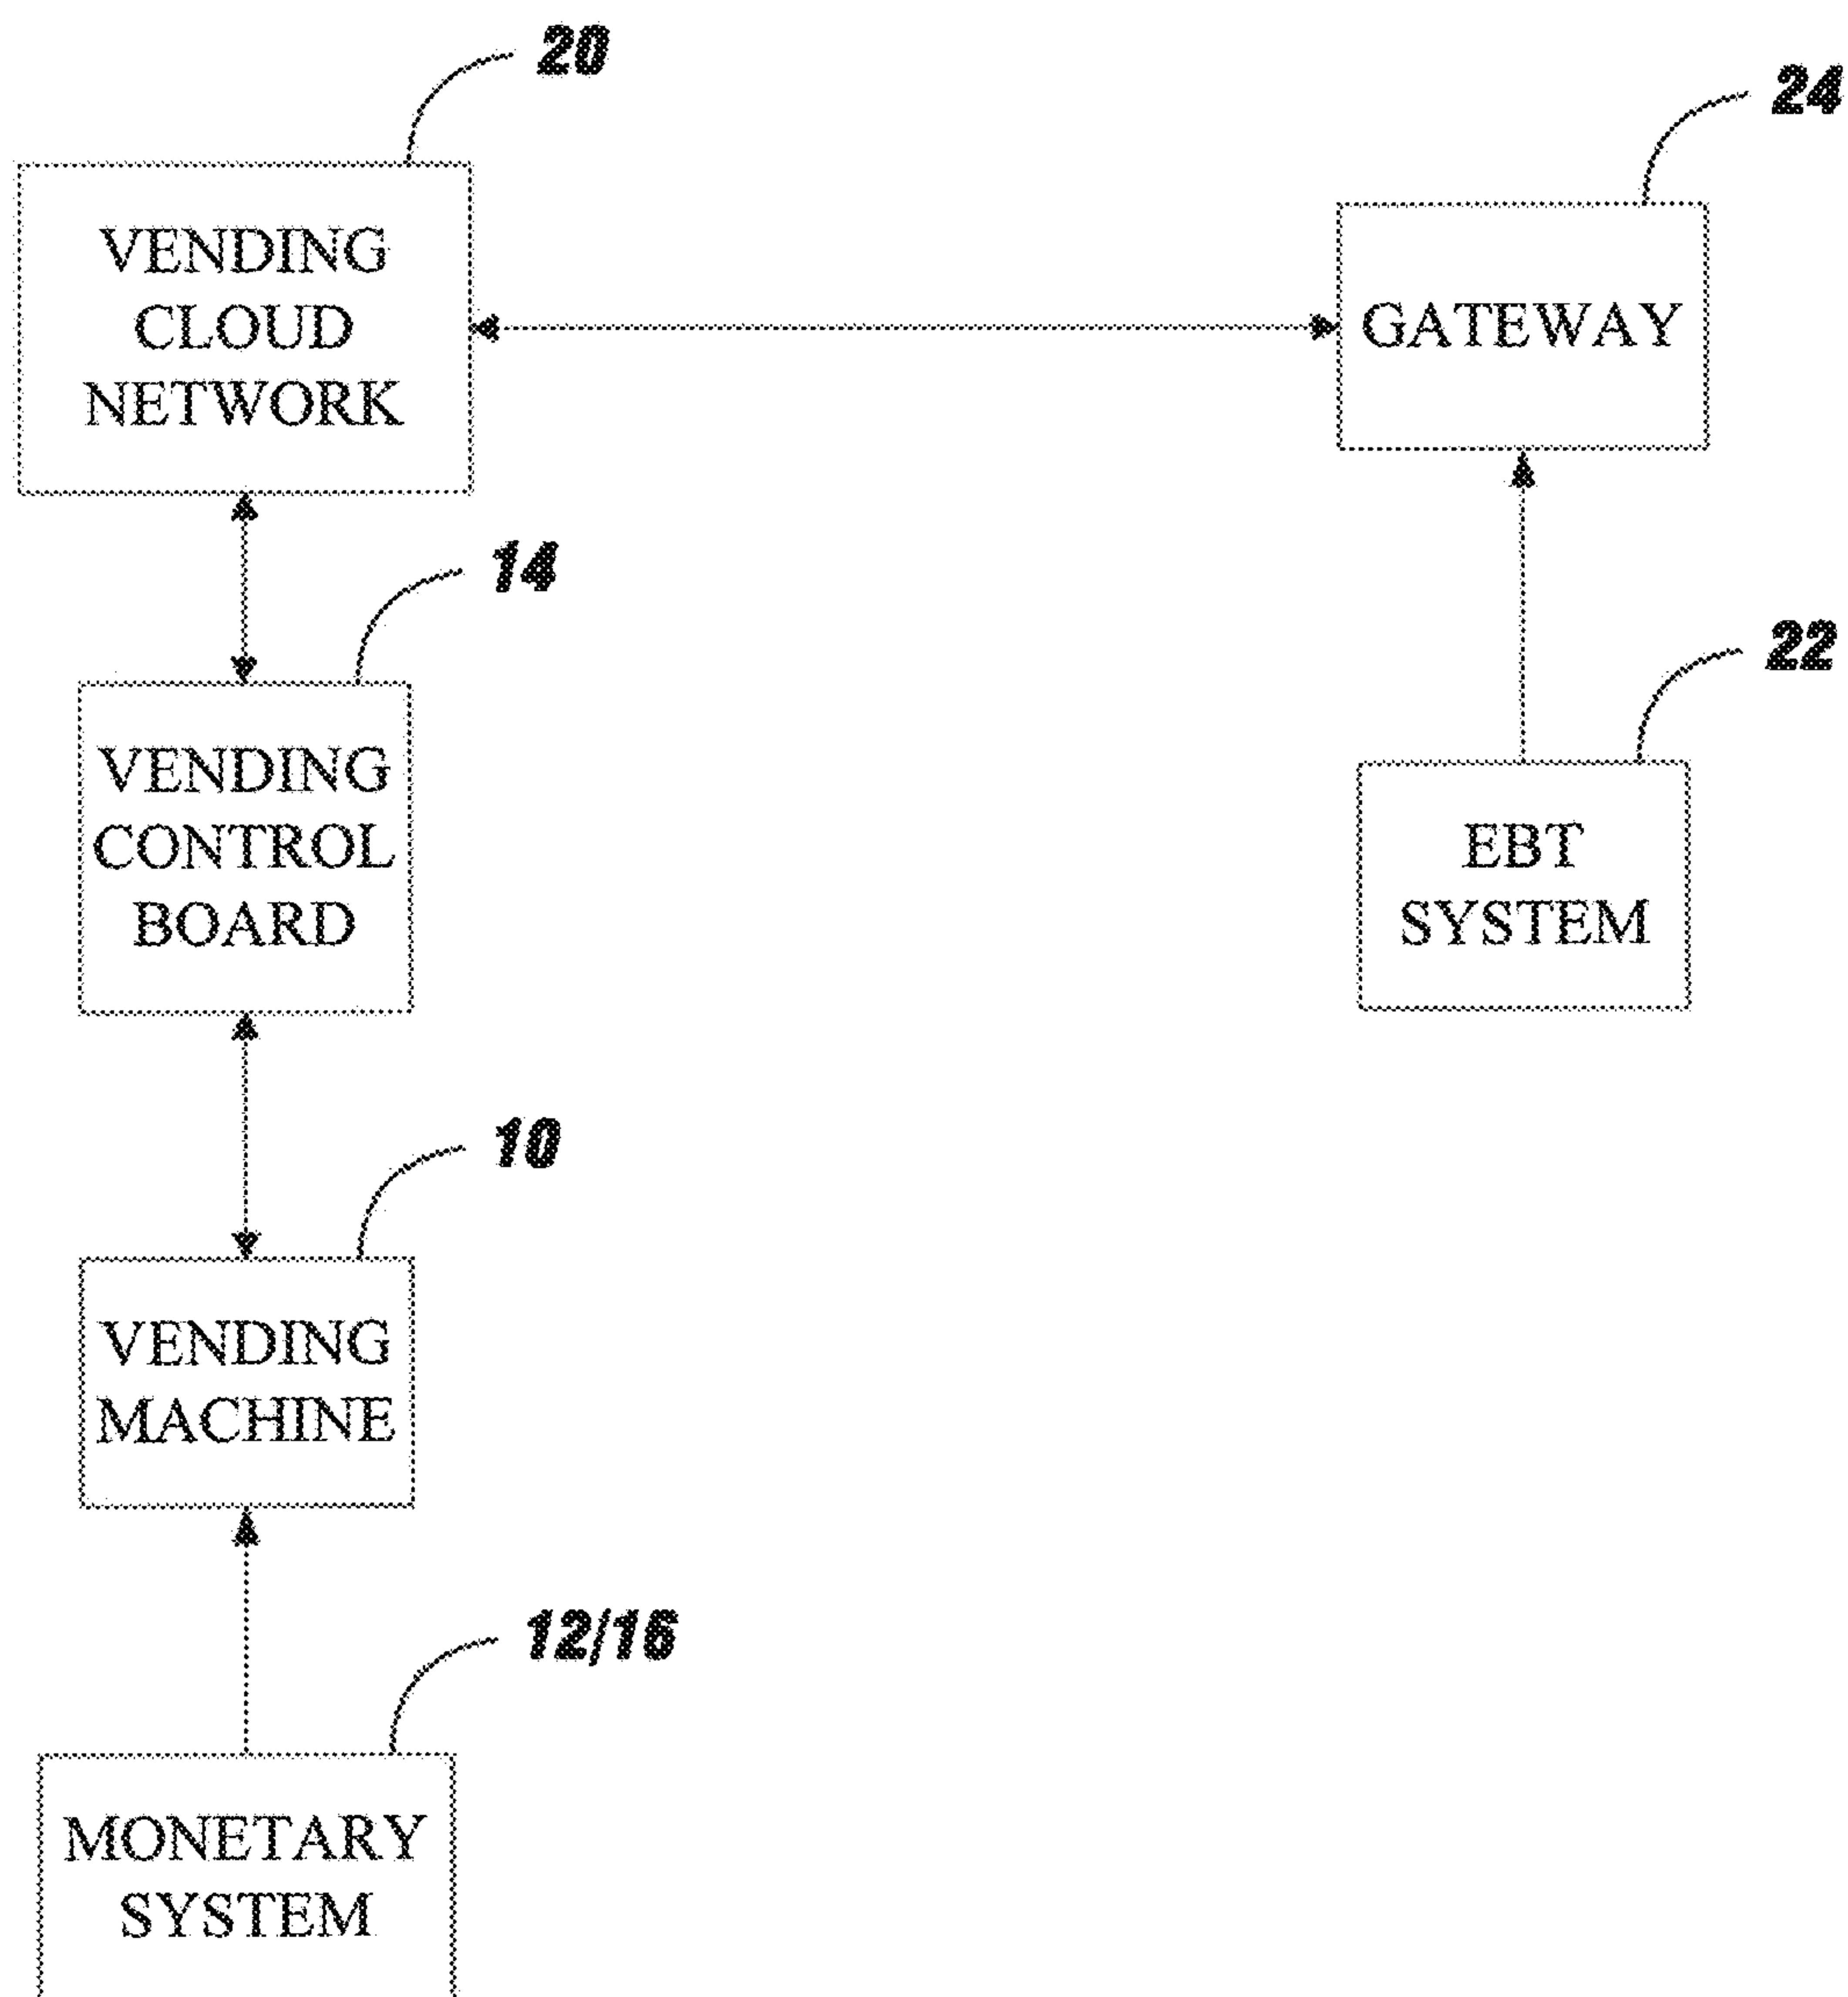 20
24
VENDING
CLOUD
NETWORK
GATEWAY
14
22
VENDING
CONTROL
BOARD
EBT
SYSTEM
10
VENDING
MACHINE
12/16
MONETARY
SYSTEM